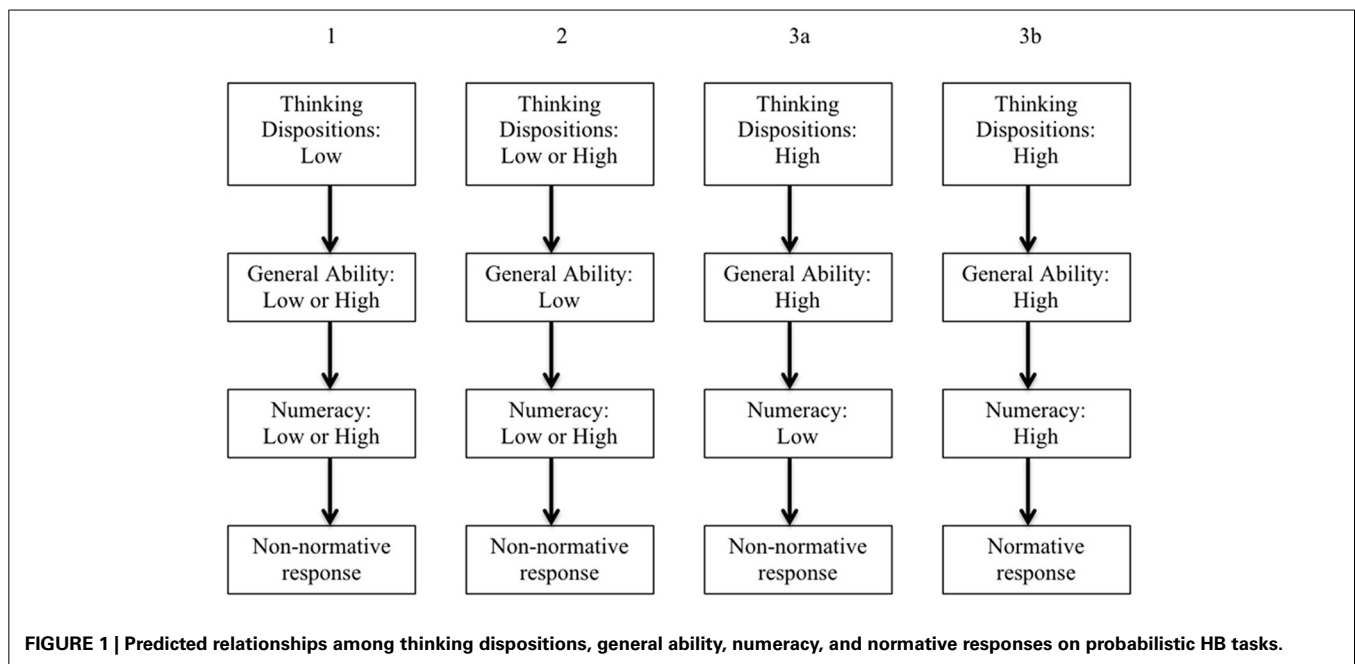 1
2
3a
3b
Thinking
Dispositions:
Low
Thinking
Dispositions:
Low or High
Thinking
Dispositions:
High
Thinking
Dispositions:
High
General Ability:
Low or High
General Ability:
Low
General Ability:
High
General Ability:
High
Numeracy:
Low or High
Numeracy:
Low or High
Numeracy:
Low
Numeracy:
High
Non-normative
response
Non-normative
response
Non-normative
response
Normative
response
FIGURE 1 | Predicted relationships among thinking dispositions, general ability, numeracy, and normative responses on probabilistic HB tasks.